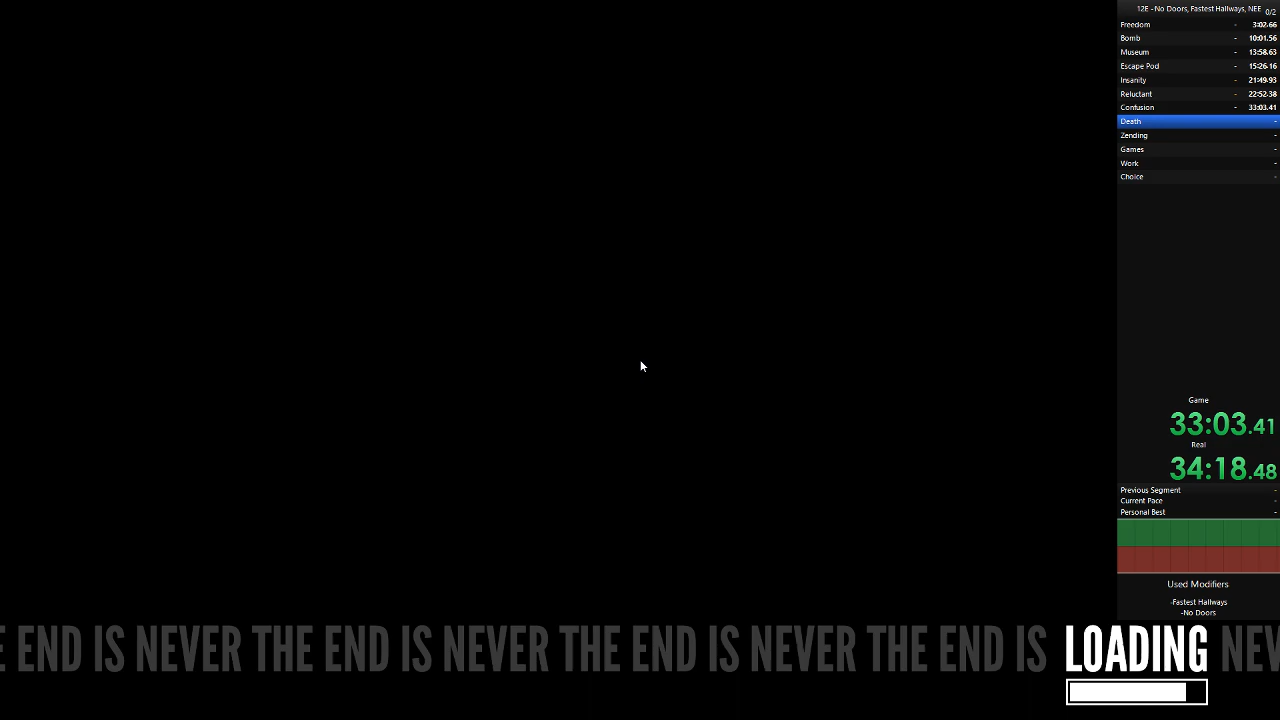 12E - No Doors, Fastest Hallways, NEE 0/2
Freedom - 3:02.66
Bomb - 10:01.56
Museum - 13:58.63
Escape Pod - 15:26.16
Insanity - 21:49.93
Reluctant - 22:52.38
Confusion - 33:03.41
Death -
Zending -
Games -
Work -
Choice -
Game
33:03.41
Real
34:18.48
Previous Segment -
Current Pace -
Personal Best -
Used Modifiers
-Fastest Hallways
-No Doors
E END IS NEVER THE END IS NEVER THE END IS NEVER THE END IS LOADING NEV